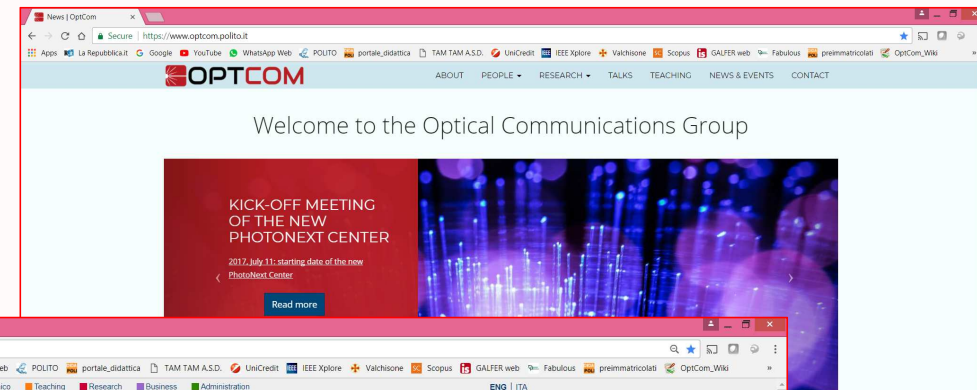 News | OptCom
Secure | https://www.optcom.polito.it
Apps La Repubblica.it Google YouTube WhatsApp Web POLITO portale_didattica TAM TAM A.S.D. UniCredit IEEE Xplore Valchisone Scopus GALFER web Fabulous preimmatricolati OptCom_Wiki »
OPTCOM ABOUT PEOPLE RESEARCH TALKS TEACHING NEWS & EVENTS CONTACT
Welcome to the Optical Communications Group
KICK-OFF MEETING
OF THE NEW
PHOTONEXT CENTER
2017, July 11: starting date of the new
PhotoNext Center
Read more
eb POLITO portale_didattica TAM TAM A.S.D. UniCredit IEEE Xplore Valchisone Scopus GALFER web Fabulous preimmatricolati OptCom_Wiki »
ico Teaching Research Business Administration ENG | ITA